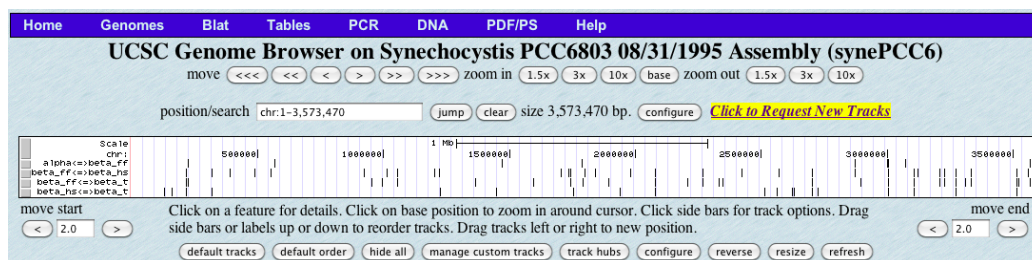 Home Genomes Blat Tables PCR DNA PDF/PS Help
UCSC Genome Browser on Synechocystis PCC6803 08/31/1995 Assembly (synePCC6)
move <<< << < > >> >>> zoom in 1.5x 3x 10x base zoom out 1.5x 3x 10x
position/search chr:1-3,573,470 jump clear size 3,573,470 bp. configure Click to Request New Tracks
Scale 1 Mb
chr: 500000 1000000 1500000 2000000 2500000 3000000 3500000
alpha<=>beta_ff
beta_ff<=>beta_hs
beta_ff<=>beta_t
beta_hs<=>beta_t
move start Click on a feature for details. Click on base position to zoom in around cursor. Click side bars for track options. Drag move end
< 2.0 > side bars or labels up or down to reorder tracks. Drag tracks left or right to new position. < 2.0 >
default tracks default order hide all manage custom tracks track hubs configure reverse resize refresh